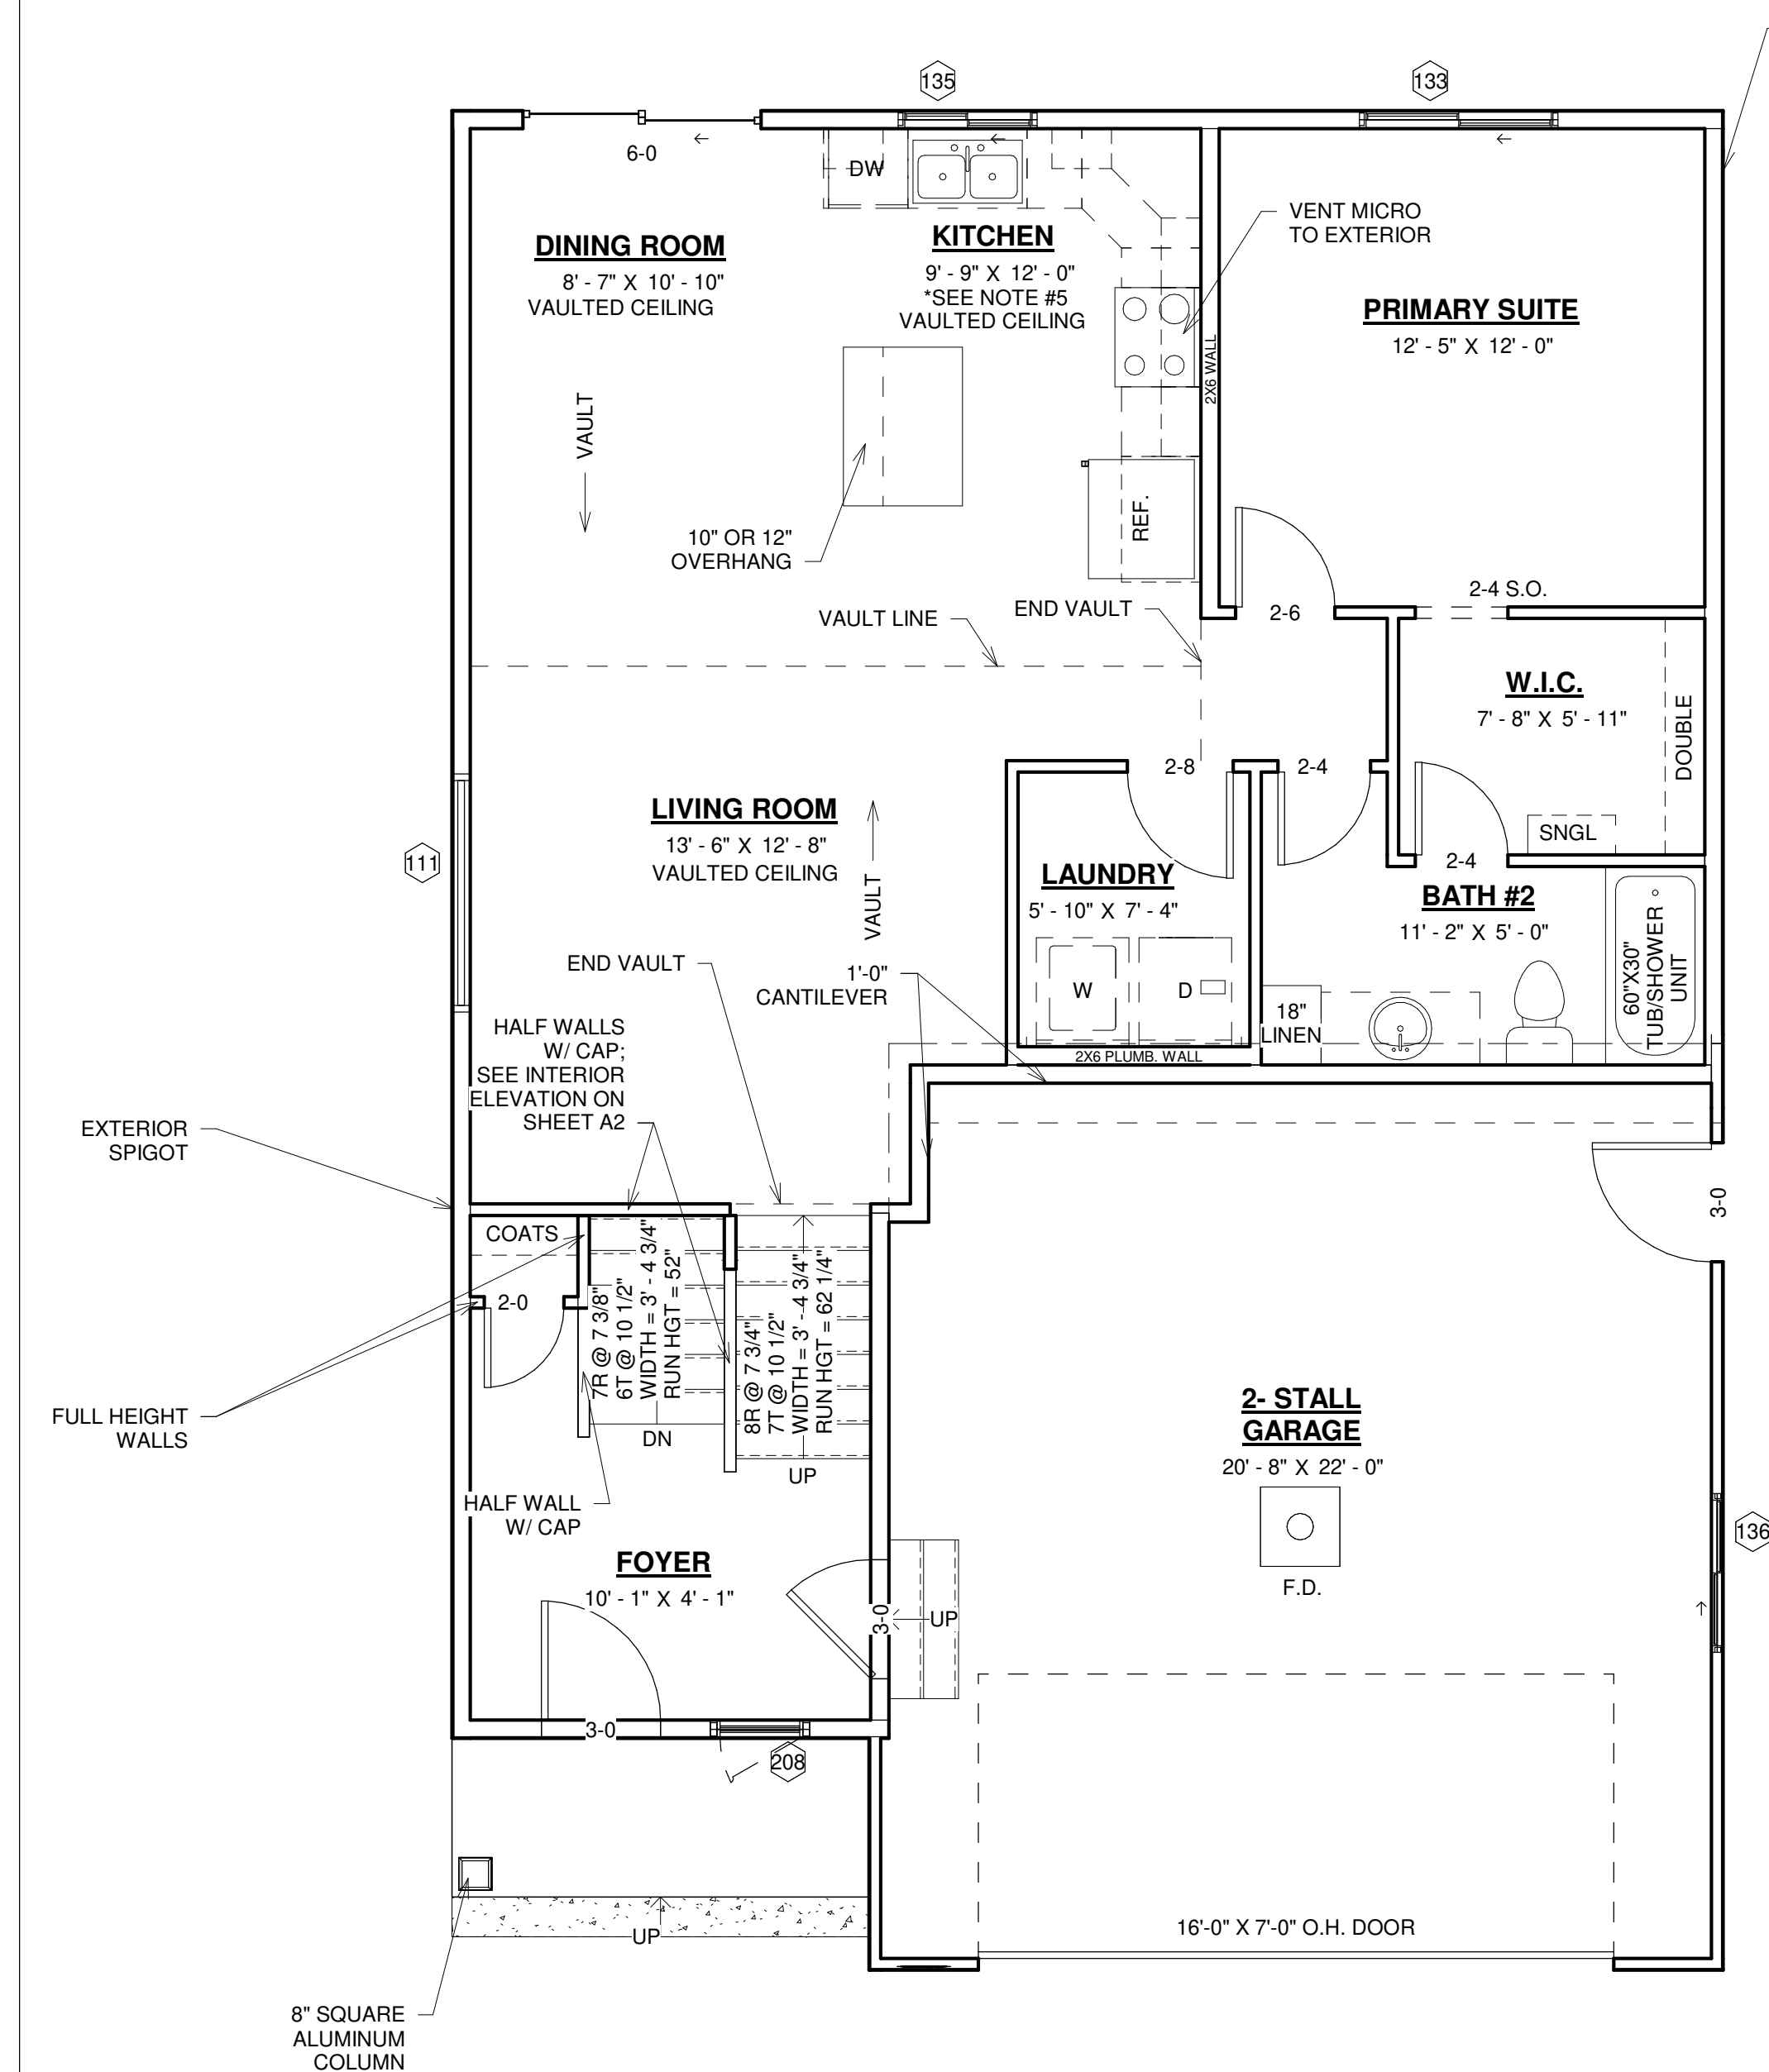 135
133
6-0
DW
DINING ROOM
8' - 7" X 10' - 10"
VAULTED CEILING
KITCHEN
9' - 9" X 12' - 0"
*SEE NOTE #5
VAULTED CEILING
VENT MICRO
TO EXTERIOR
PRIMARY SUITE
12' - 5" X 12' - 0"
2X6 WALL
VAULT
10" OR 12"
OVERHANG
REF.
VAULT LINE
END VAULT
2-6
2-4 S.O.
W.I.C.
7' - 8" X 5' - 11"
DOUBLE
SNGL
2-8
2-4
2-4
LIVING ROOM
13' - 6" X 12' - 8"
VAULTED CEILING
VAULT
111
LAUNDRY
5' - 10" X 7' - 4"
W
D
BATH #2
11' - 2" X 5' - 0"
60"X30"
TUB/SHOWER
UNIT
18"
LINEN
2X6 PLUMB. WALL
END VAULT
1'-0"
CANTILEVER
HALF WALLS
W/ CAP;
SEE INTERIOR
ELEVATION ON
SHEET A2
EXTERIOR
SPIGOT
COATS
2-0
7R @ 7 3/8"
6T @ 10 1/2"
WIDTH = 3' - 4 3/4"
RUN HGT = 52"
DN
8R @ 7 3/4"
7T @ 10 1/2"
WIDTH = 3' - 4 3/4"
RUN HGT = 62 1/4"
UP
3-0
FULL HEIGHT
WALLS
HALF WALL
W/ CAP
FOYER
10' - 1" X 4' - 1"
3-0
UP
2- STALL
GARAGE
20' - 8" X 22' - 0"
F.D.
136
3-0
208
UP
16'-0" X 7'-0" O.H. DOOR
8" SQUARE
ALUMINUM
COLUMN